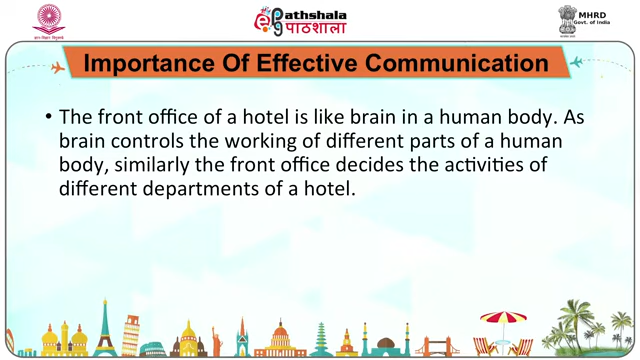 ePathshala
पाठशाला
MHRD
Govt. of India
Importance Of Effective Communication
• The front office of a hotel is like brain in a human body. As
brain controls the working of different parts of a human
body, similarly the front office decides the activities of
different departments of a hotel.